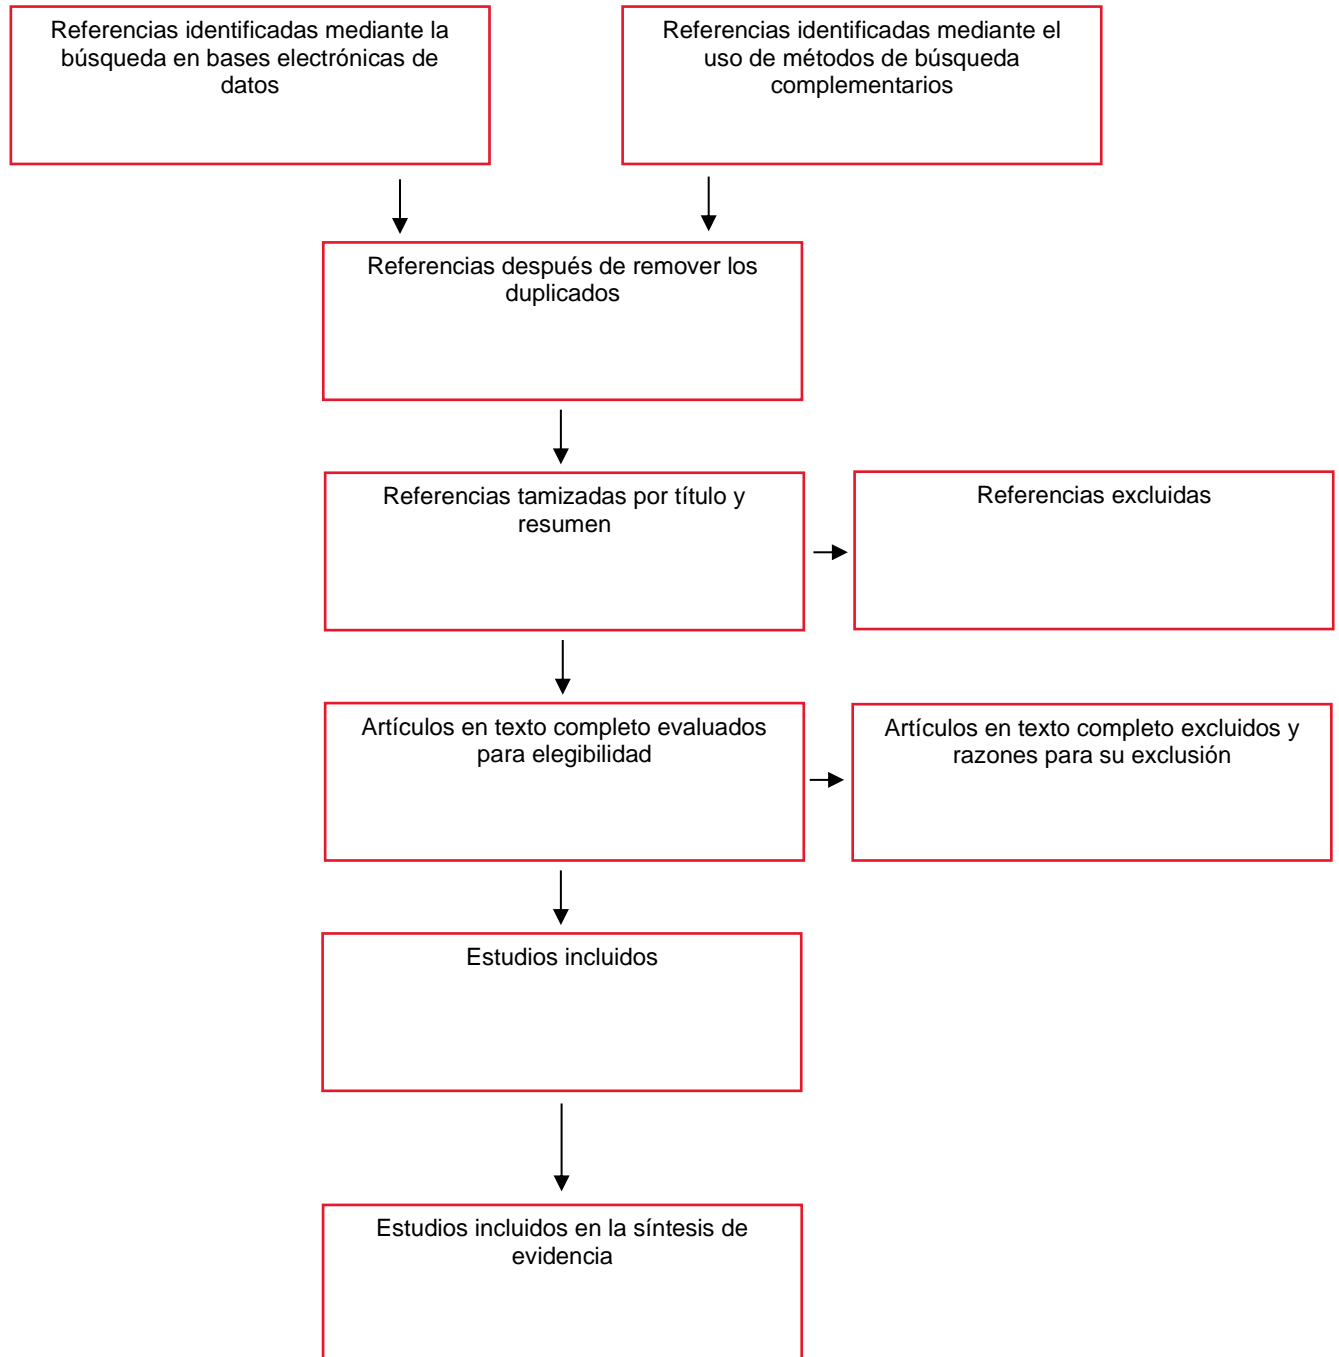 Referencias identificadas mediante la
búsqueda en bases electrónicas de
datos
Referencias identificadas mediante el
uso de métodos de búsqueda
complementarios
Referencias después de remover los
duplicados
Referencias tamizadas por título y
resumen
Referencias excluidas
Artículos en texto completo evaluados
para elegibilidad
Artículos en texto completo excluidos y
razones para su exclusión
Estudios incluidos
Estudios incluidos en la síntesis de
evidencia